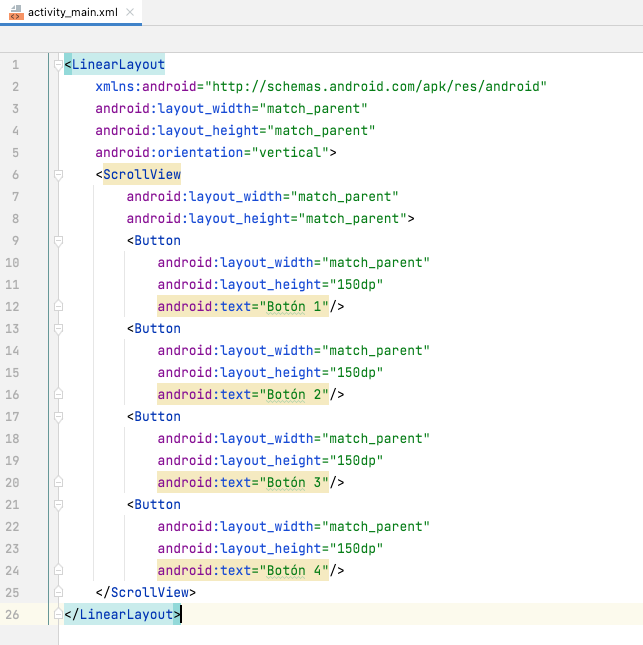 activity_main.xml
1 <LinearLayout
2 xmlns:android="http://schemas.android.com/apk/res/android"
3 android:layout_width="match_parent"
4 android:layout_height="match_parent"
5 android:orientation="vertical">
6 <ScrollView
7 android:layout_width="match_parent"
8 android:layout_height="match_parent">
9 <Button
10 android:layout_width="match_parent"
11 android:layout_height="150dp"
12 android:text="Botón 1"/>
13 <Button
14 android:layout_width="match_parent"
15 android:layout_height="150dp"
16 android:text="Botón 2"/>
17 <Button
18 android:layout_width="match_parent"
19 android:layout_height="150dp"
20 android:text="Botón 3"/>
21 <Button
22 android:layout_width="match_parent"
23 android:layout_height="150dp"
24 android:text="Botón 4"/>
25 </ScrollView>
26 </LinearLayout>